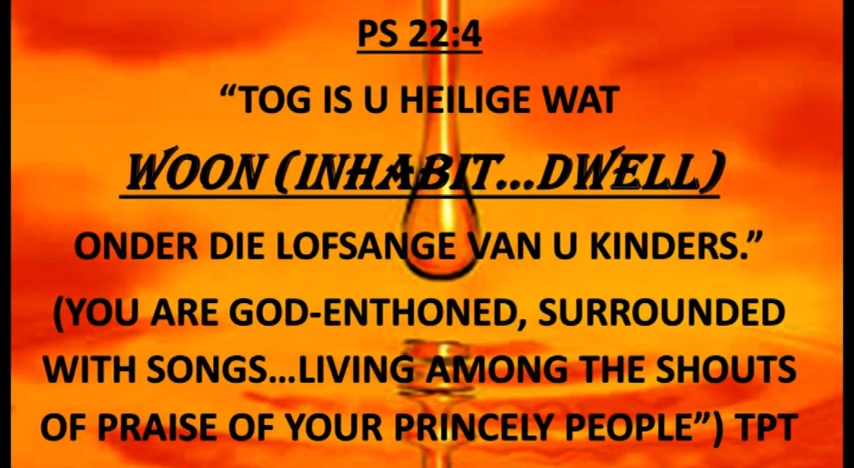 PS 22:4
“TOG IS U HEILIGE WAT
WOON (INHABIT...DWELL)
ONDER DIE LOFSANGE VAN U KINDERS.”
(YOU ARE GOD-ENTHONED, SURROUNDED
WITH SONGS...LIVING AMONG THE SHOUTS
OF PRAISE OF YOUR PRINCELY PEOPLE”) TPT